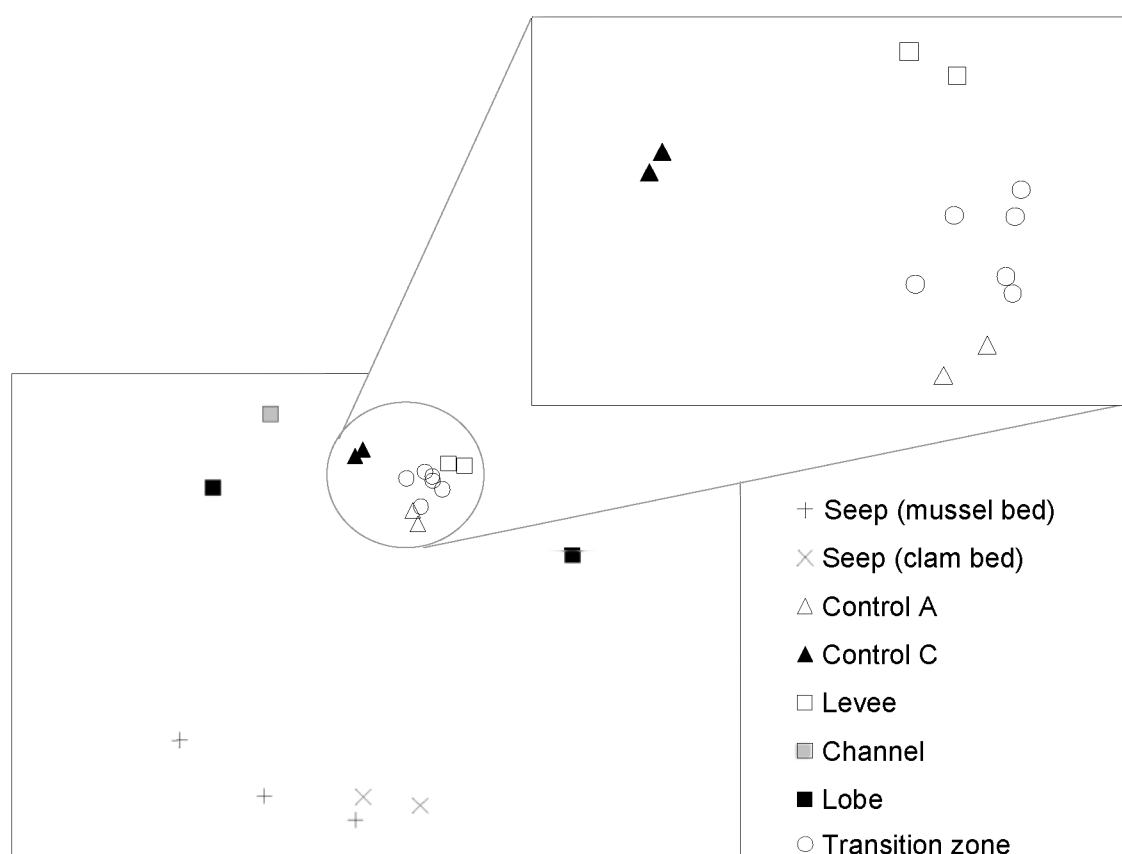 Seep (mussel bed)
Seep (clam bed)
Control A
Control C
Levee
Channel
Lobe
Transition zone